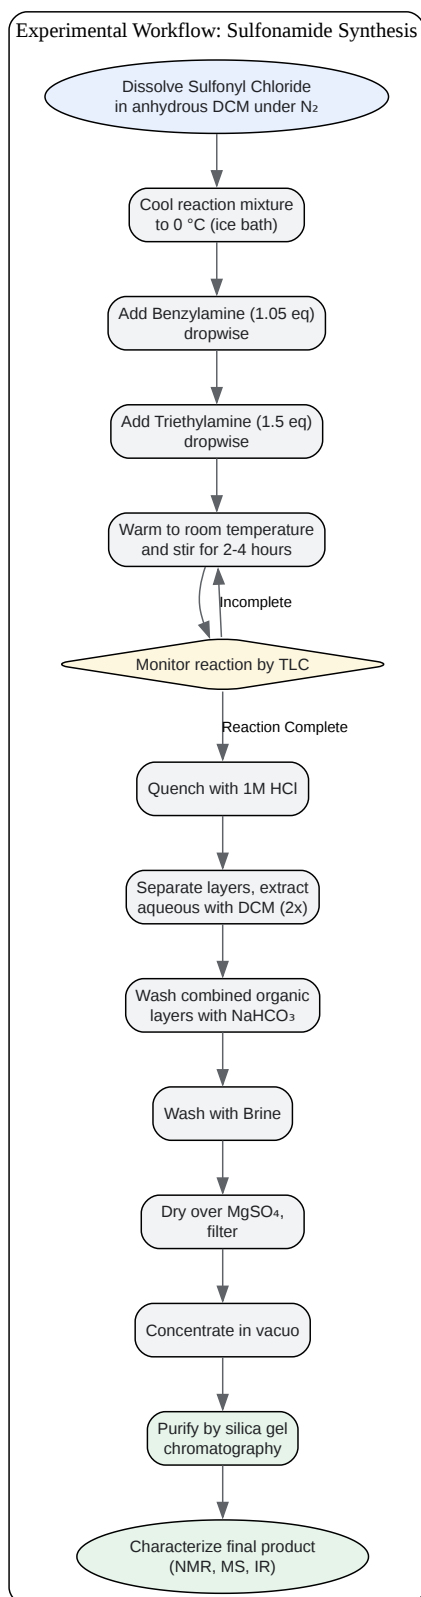 Experimental Workflow: Sulfonamide Synthesis
Dissolve Sulfonyl Chloride
in anhydrous DCM under N₂
Cool reaction mixture
to 0 °C (ice bath)
Add Benzylamine (1.05 eq)
dropwise
Add Triethylamine (1.5 eq)
dropwise
Warm to room temperature
and stir for 2-4 hours
Incomplete
Monitor reaction by TLC
Reaction Complete
Quench with 1M HCl
Separate layers, extract
aqueous with DCM (2x)
Wash combined organic
layers with NaHCO₃
Wash with Brine
Dry over MgSO₄,
filter
Concentrate in vacuo
Purify by silica gel
chromatography
Characterize final product
(NMR, MS, IR)